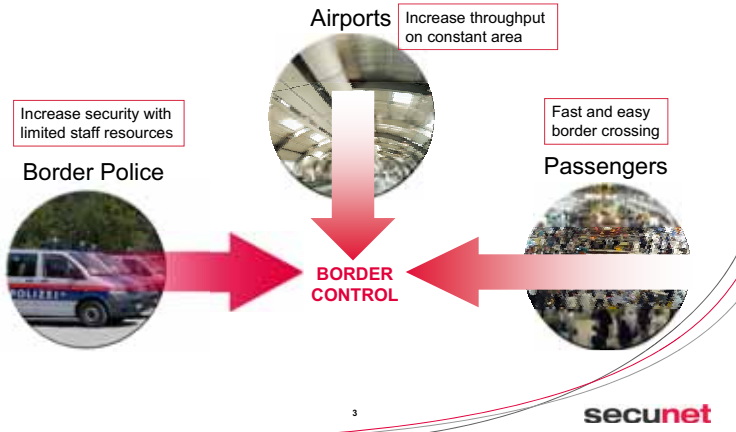 Airports
Increase throughput
on constant area
Increase security with
limited staff resources
Border Police
Fast and easy
border crossing
Passengers
POLIZEI
BORDER
CONTROL
3
secunet